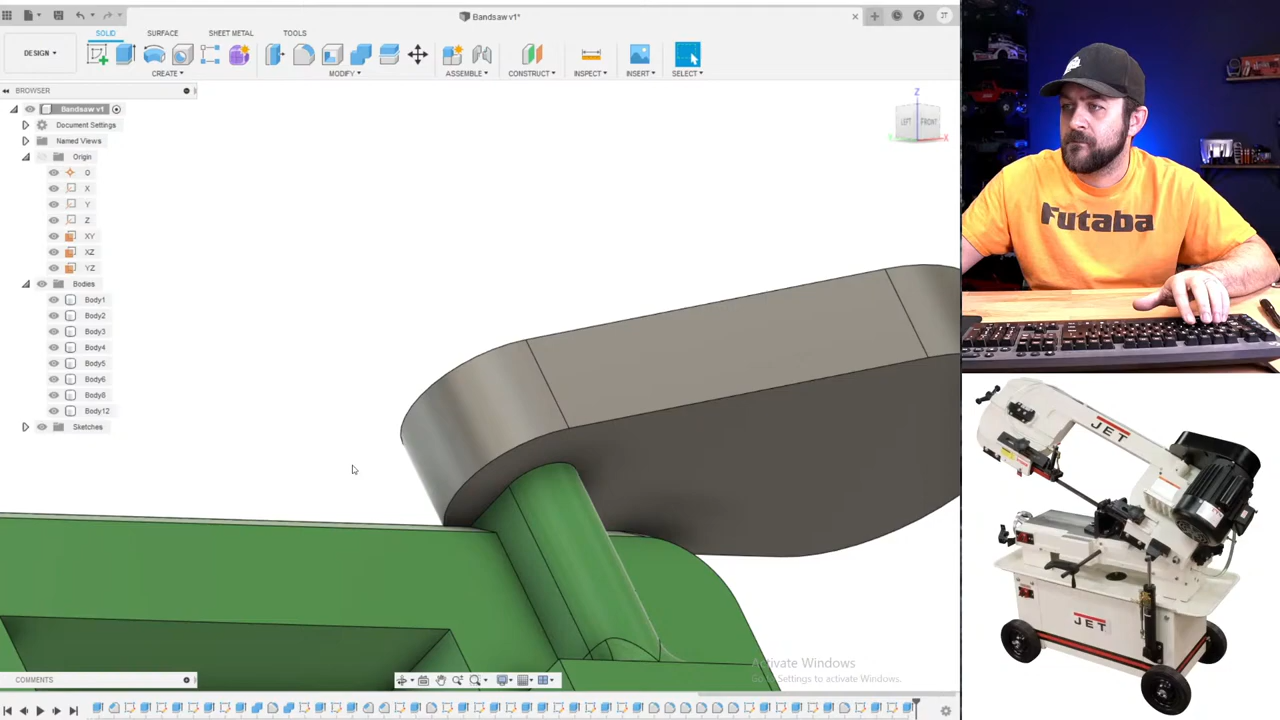 Bandsaw v1*
JT
DESIGN
SOLID
SURFACE
SHEET METAL
TOOLS
CREATE
MODIFY
ASSEMBLE
CONSTRUCT
INSPECT
INSERT
SELECT
BROWSER
Bandsaw v1
Document Settings
Named Views
Origin
O
X
Y
Z
XY
XZ
YZ
Bodies
Body1
Body2
Body3
Body4
Body5
Body6
Body8
Body12
Sketches
Z
LEFT
FRONT
Y
X
Activate Windows
Go to Settings to activate Windows.
COMMENTS
Futaba
JET
JET